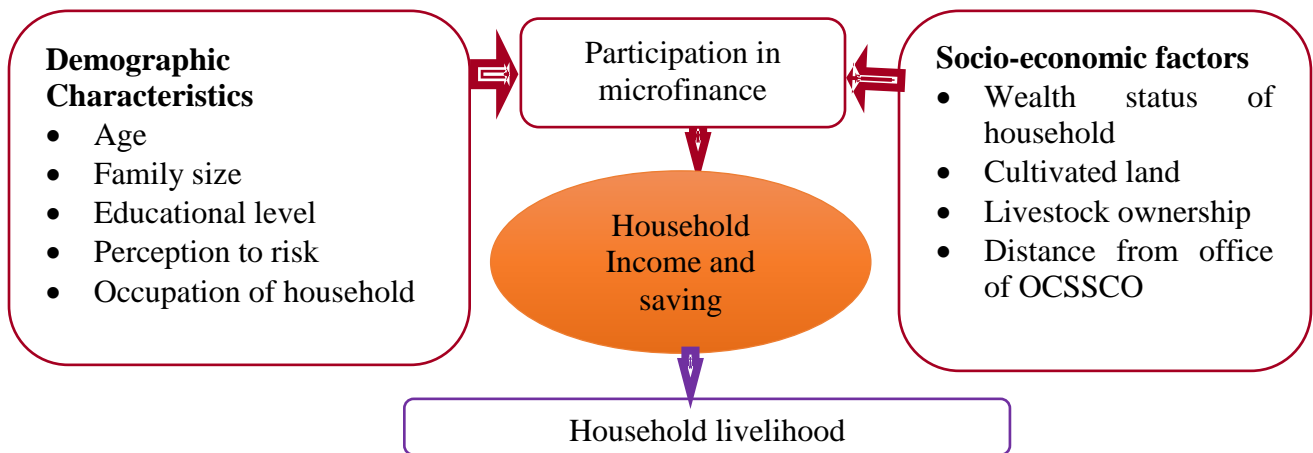 Demographic
Characteristics
• Age
• Family size
• Educational level
• Perception to risk
• Occupation of household
Participation in
microfinance
Socio-economic factors
• Wealth status of
household
• Cultivated land
• Livestock ownership
• Distance from office
of OCSSCO
Household
Income and
saving
Household livelihood